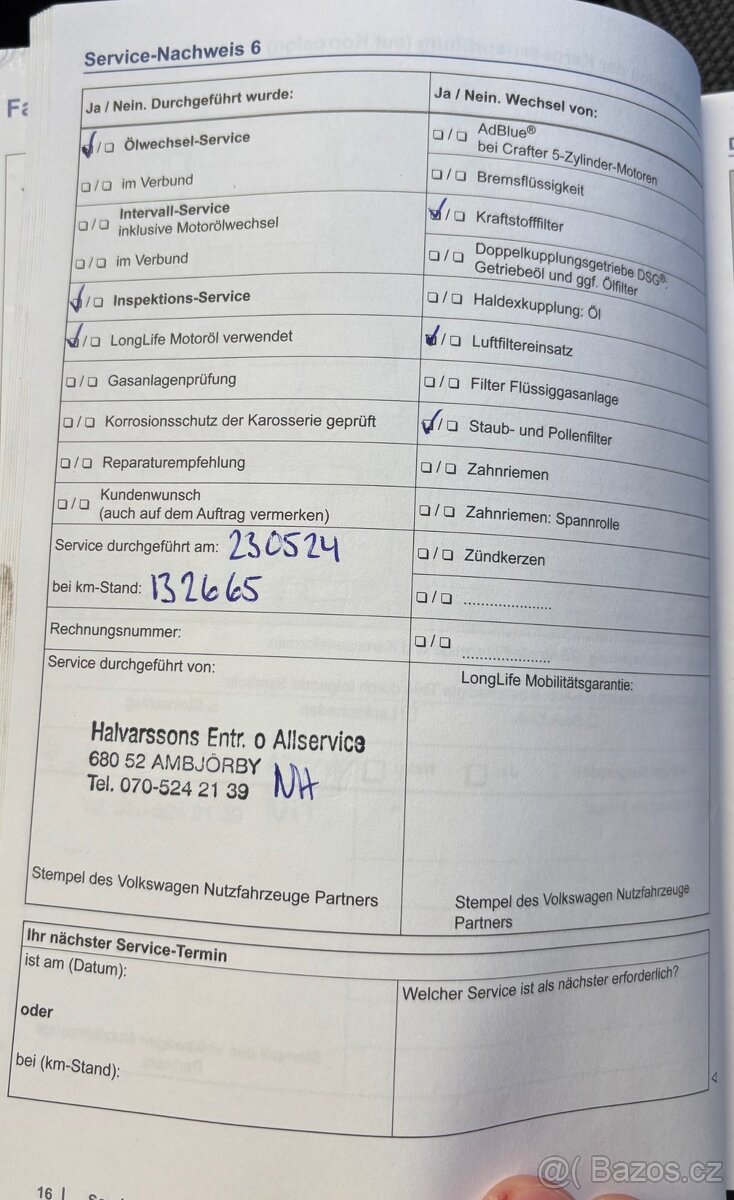 Service-Nachweis 6
Fa
Ja / Nein. Durchgeführt wurde:
☑/☐ Ölwechsel-Service
☐/☐ im Verbund
☐/☐ Intervall-Service
inklusive Motorölwechsel
☐/☐ im Verbund
☑/☐ Inspektions-Service
☑/☐ LongLife Motoröl verwendet
☐/☐ Gasanlagenprüfung
☐/☐ Korrosionsschutz der Karosserie geprüft
☐/☐ Reparaturempfehlung
☐/☐ Kundenwunsch
(auch auf dem Auftrag vermerken)
Service durchgeführt am: 230524
bei km-Stand: 132665
Rechnungsnummer:
Service durchgeführt von:
Halvarssons Entr. o Allservice
680 52 AMBJÖRBY
Tel. 070-524 21 39 NH
Stempel des Volkswagen Nutzfahrzeuge Partners
Ja / Nein. Wechsel von:
☐/☐ AdBlue®
bei Crafter 5-Zylinder-Motoren
☐/☐ Bremsflüssigkeit
☑/☐ Kraftstofffilter
☐/☐ Doppelkupplungsgetriebe DSG®:
Getriebeöl und ggf. Ölfilter
☐/☐ Haldexkupplung: Öl
☑/☐ Luftfiltereinsatz
☐/☐ Filter Flüssiggasanlage
☑/☐ Staub- und Pollenfilter
☐/☐ Zahnriemen
☐/☐ Zahnriemen: Spannrolle
☐/☐ Zündkerzen
☐/☐ .....................
☐/☐ .....................
LongLife Mobilitätsgarantie:
Stempel des Volkswagen Nutzfahrzeuge
Partners
Ihr nächster Service-Termin
ist am (Datum):
oder
bei (km-Stand):
Welcher Service ist als nächster erforderlich?
16 |
@( Bazos.cz